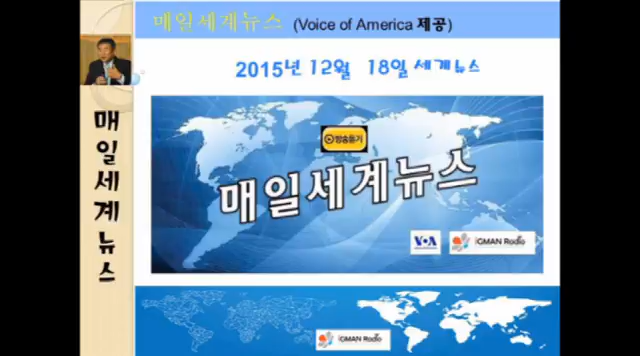 매일세계뉴스 (Voice of America 제공)
2015년 12월 18일 세계뉴스
방송듣기
매일세계뉴스
VOA
iGMAN Radio
매일세계뉴스
iGMAN Radio